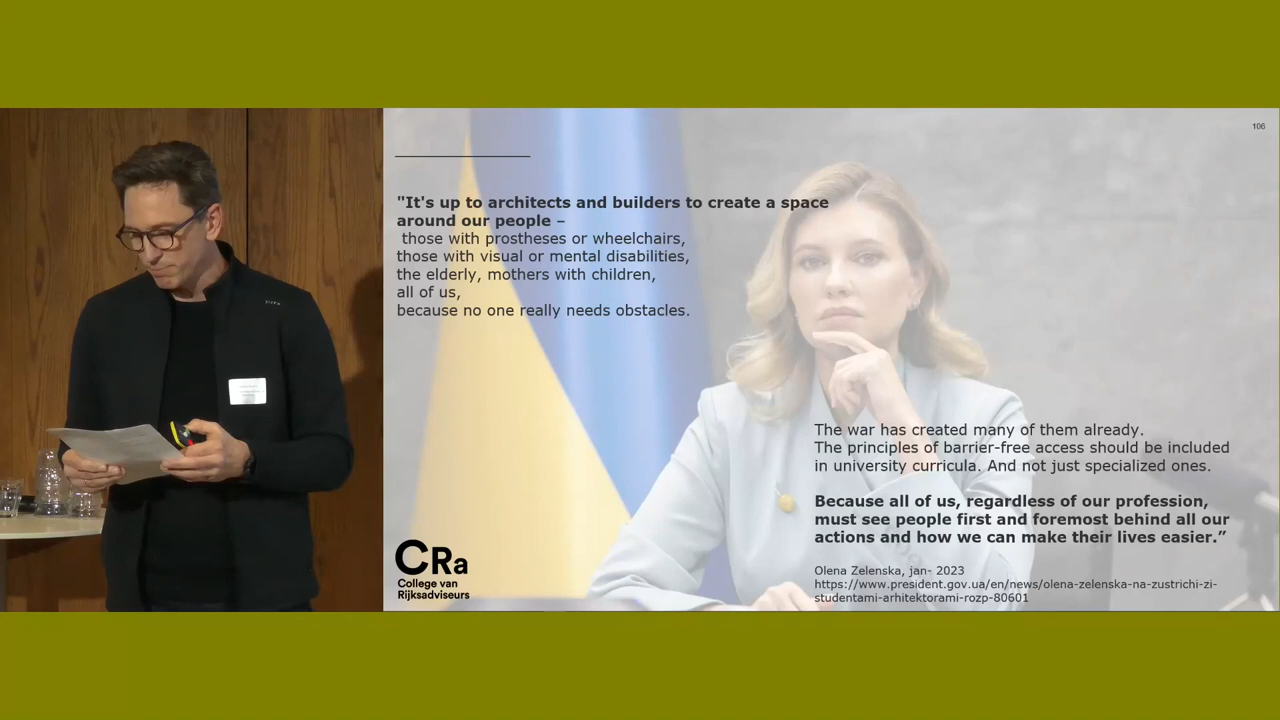 106
"It's up to architects and builders to create a space
around our people –
those with prostheses or wheelchairs,
those with visual or mental disabilities,
the elderly, mothers with children,
all of us,
because no one really needs obstacles.
The war has created many of them already.
The principles of barrier-free access should be included
in university curricula. And not just specialized ones.
Because all of us, regardless of our profession,
must see people first and foremost behind all our
actions and how we can make their lives easier.”
Olena Zelenska, jan- 2023
https://www.president.gov.ua/en/news/olena-zelenska-na-zustrichi-zi-
studentami-arhitektorami-rozp-80601
CRa
College van
Rijksadviseurs